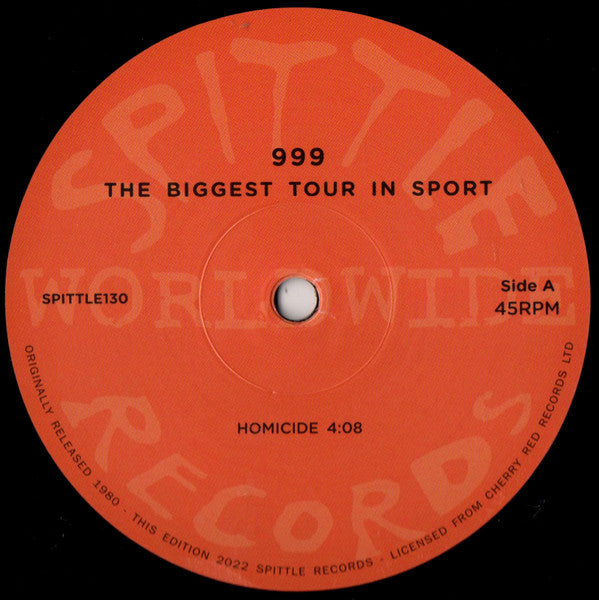 SPITTLE
999
THE BIGGEST TOUR IN SPORT
WORLDWIDE
SPITTLE130
Side A
45RPM
HOMICIDE 4:08
RECORDS
ORIGINALLY RELEASED 1980 · THIS EDITION 2022 SPITTLE RECORDS · LICENSED FROM CHERRY RED RECORDS LTD